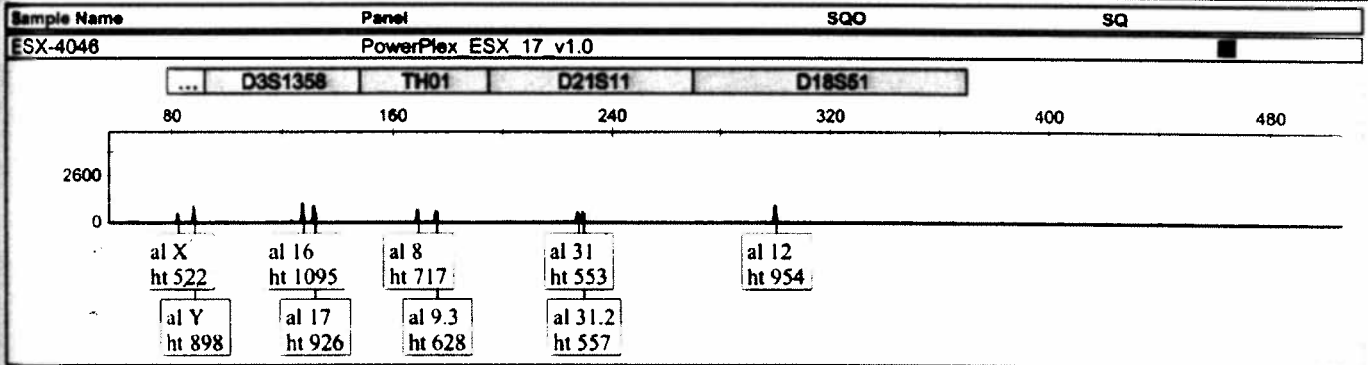 Sample Name Panel SQO SQ
ESX-4046 PowerPlex_ESX_17_v1.0
... D3S1358 TH01 D21S11 D18S51
80 160 240 320 400 480
2600
0
al X al 16 al 8 al 31 al 12
ht 522 ht 1095 ht 717 ht 553 ht 954
al Y al 17 al 9.3 al 31.2
ht 898 ht 926 ht 628 ht 557